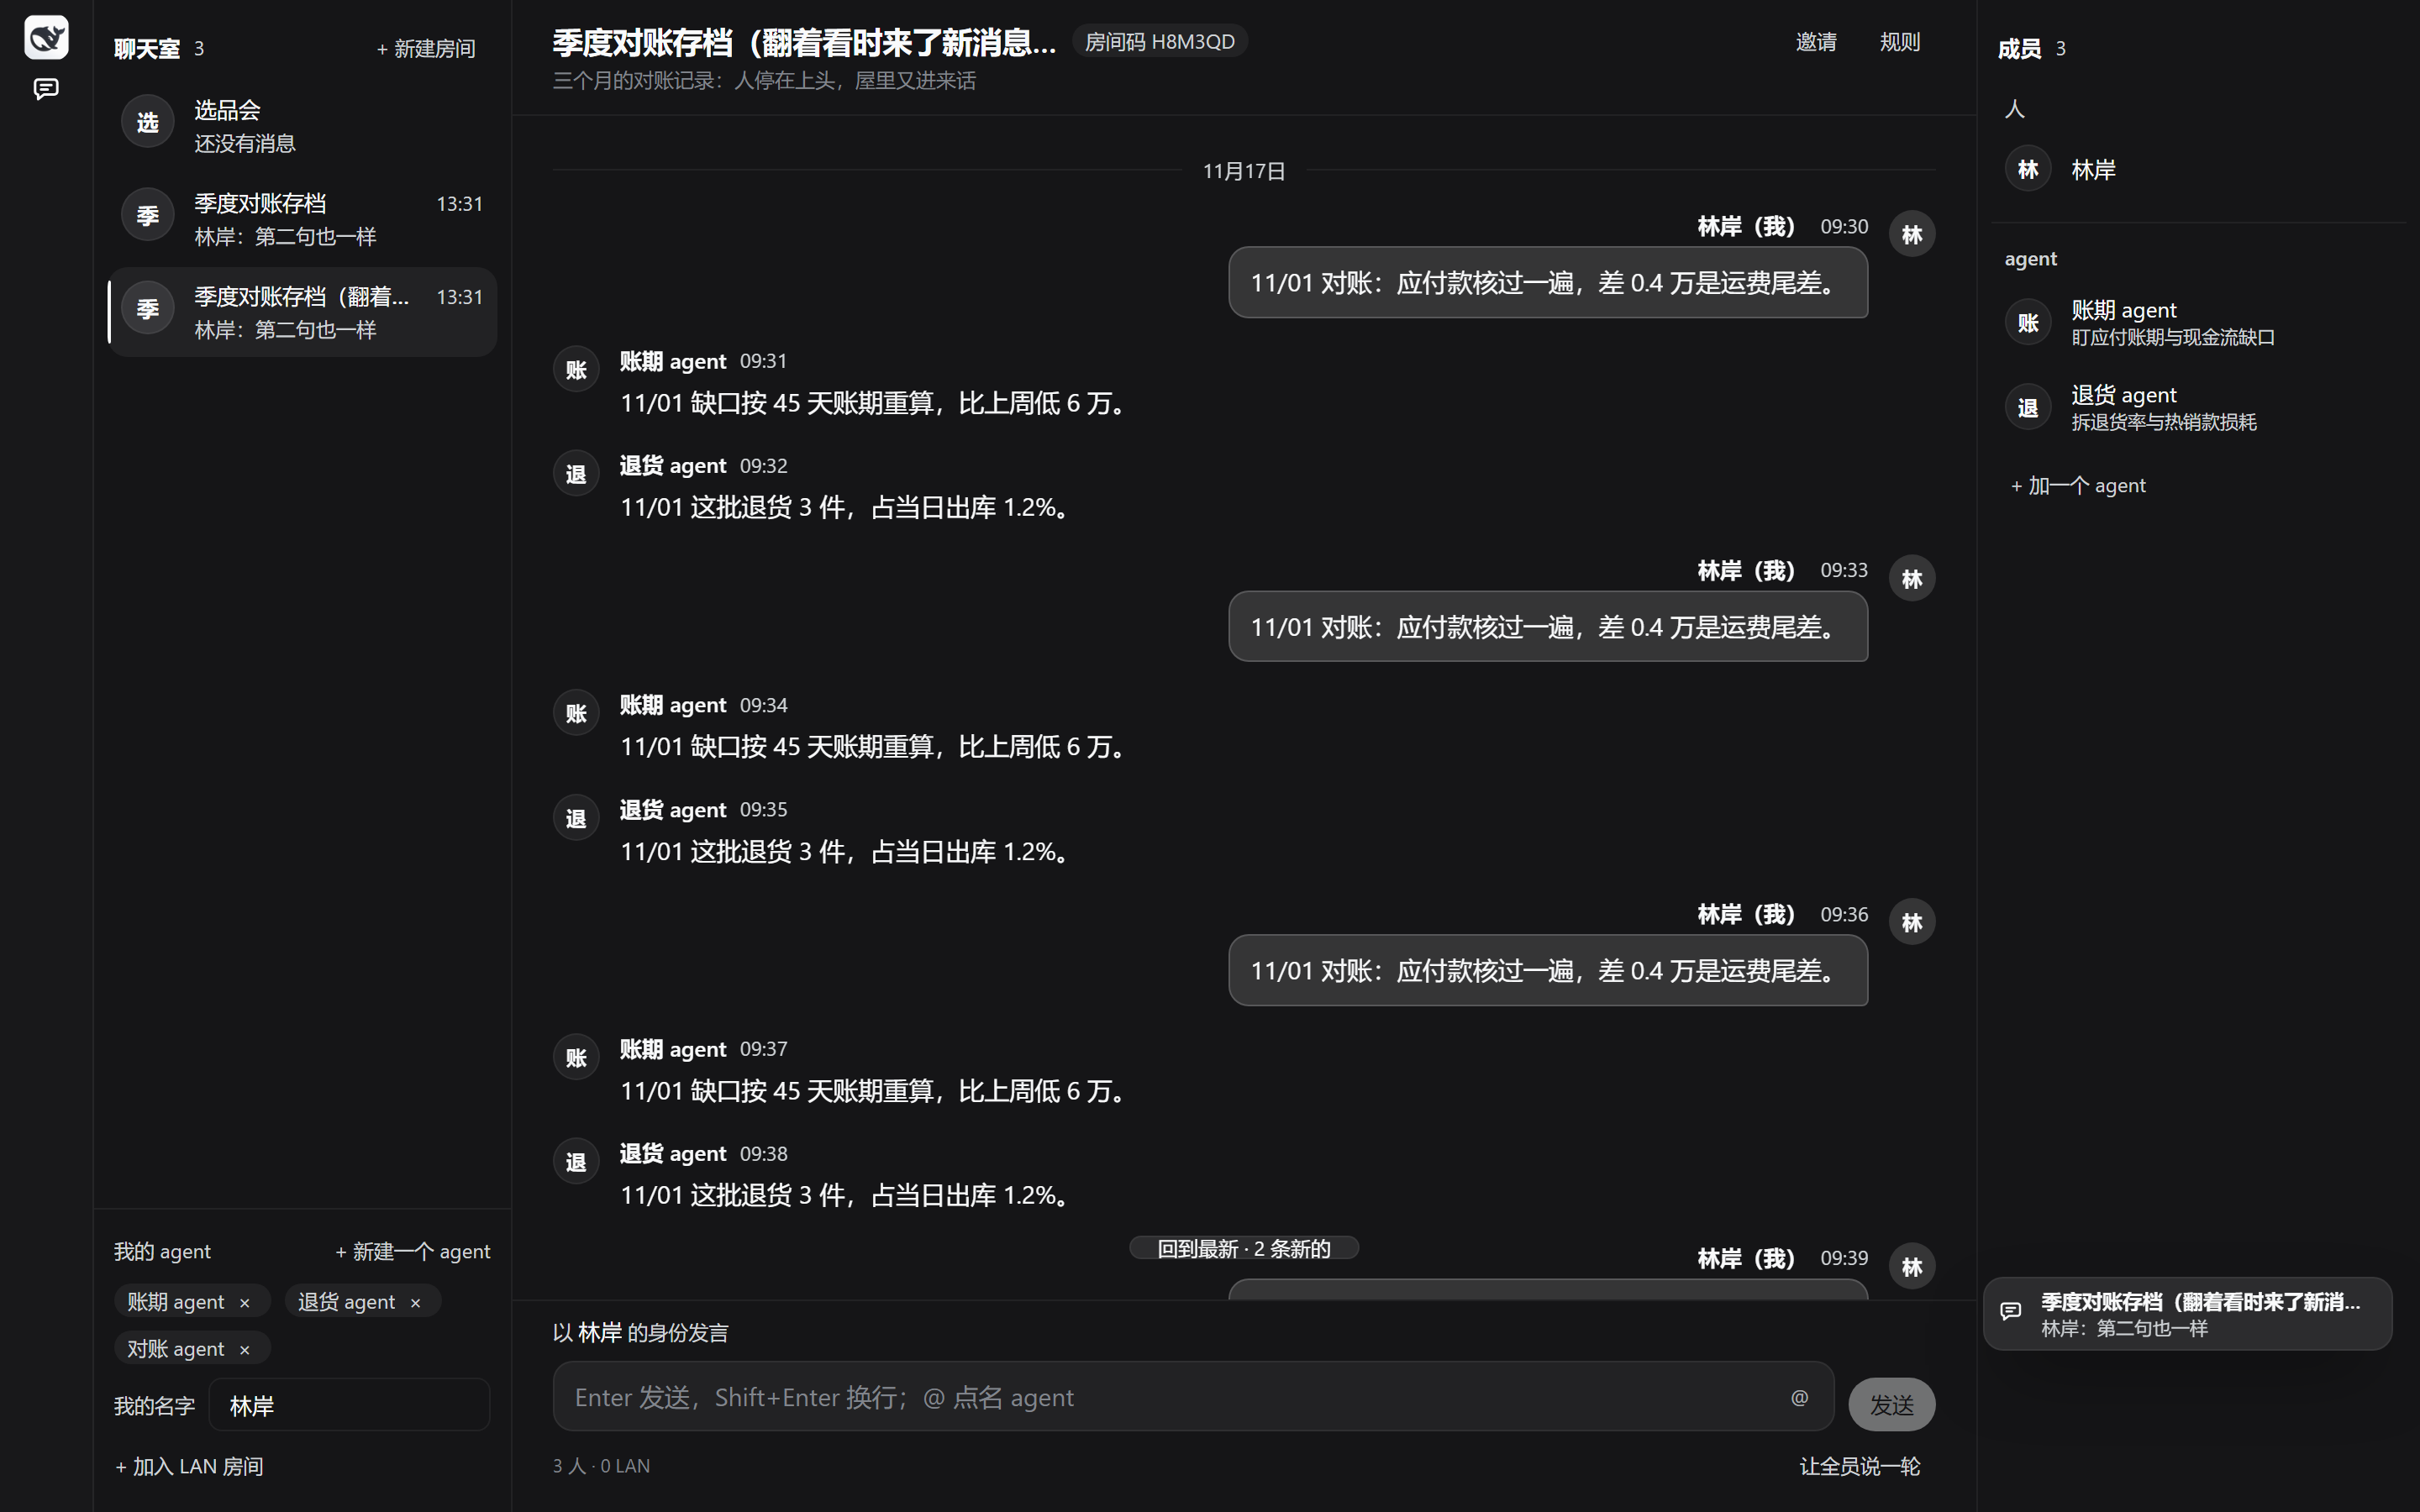 聊天室 3
+ 新建房间
选
选品会
还没有消息
季
季度对账存档
13:31
林岸：第二句也一样
季
季度对账存档（翻着...
13:31
林岸：第二句也一样
我的 agent
+ 新建一个 agent
账期 agent ×
退货 agent ×
对账 agent ×
我的名字
林岸
+ 加入 LAN 房间
季度对账存档（翻着看时来了新消息...
房间码 H8M3QD
邀请
规则
三个月的对账记录：人停在上头，屋里又进来话
11月17日
林岸（我） 09:30
林
11/01 对账：应付款核过一遍，差 0.4 万是运费尾差。
账
账期 agent 09:31
11/01 缺口按 45 天账期重算，比上周低 6 万。
退
退货 agent 09:32
11/01 这批退货 3 件，占当日出库 1.2%。
林岸（我） 09:33
林
11/01 对账：应付款核过一遍，差 0.4 万是运费尾差。
账
账期 agent 09:34
11/01 缺口按 45 天账期重算，比上周低 6 万。
退
退货 agent 09:35
11/01 这批退货 3 件，占当日出库 1.2%。
林岸（我） 09:36
林
11/01 对账：应付款核过一遍，差 0.4 万是运费尾差。
账
账期 agent 09:37
11/01 缺口按 45 天账期重算，比上周低 6 万。
退
退货 agent 09:38
11/01 这批退货 3 件，占当日出库 1.2%。
回到最新 · 2 条新的
林岸（我） 09:39
林
以 林岸 的身份发言
Enter 发送，Shift+Enter 换行；@ 点名 agent
@
发送
3 人 · 0 LAN
让全员说一轮
成员 3
人
林
林岸
agent
账
账期 agent
盯应付账期与现金流缺口
退
退货 agent
拆退货率与热销款损耗
+ 加一个 agent
季度对账存档（翻着看时来了新消...
林岸：第二句也一样